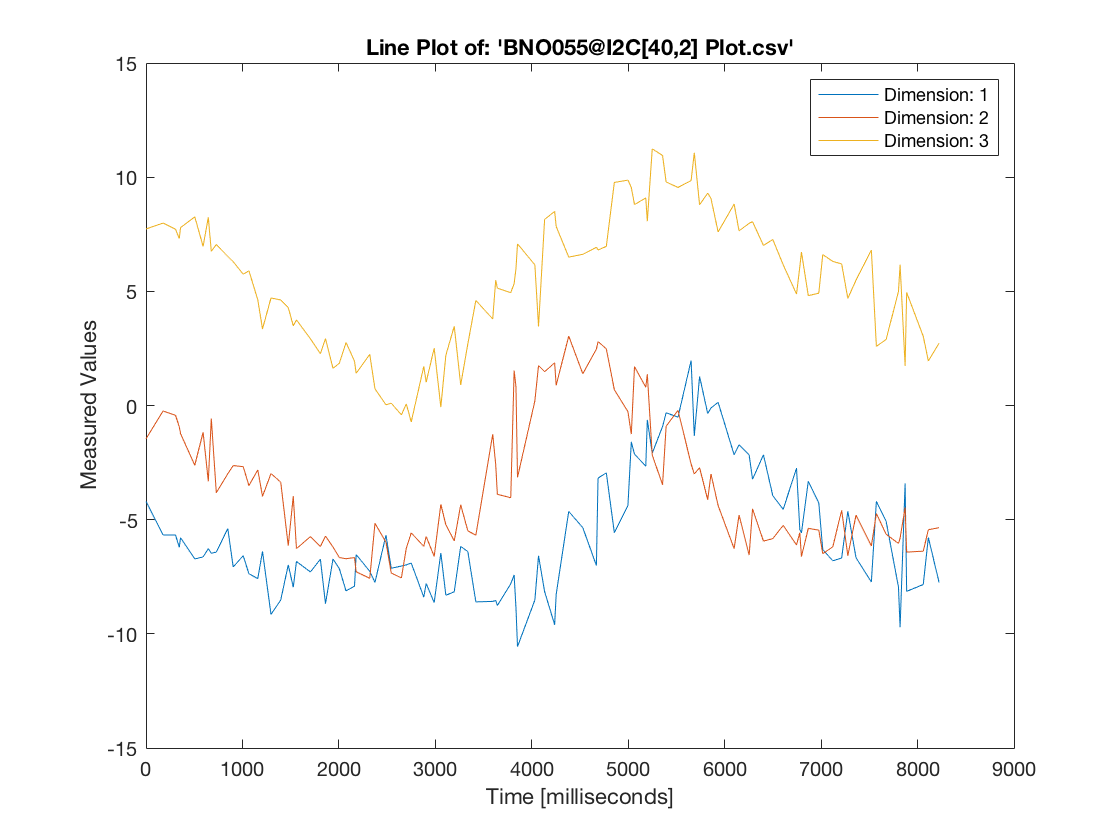 Line Plot of: 'BNO055@I2C[40,2] Plot.csv'
Dimension: 1
Dimension: 2
Dimension: 3
15
10
5
0
-5
-10
-15
Measured Values
0 1000 2000 3000 4000 5000 6000 7000 8000 9000
Time [milliseconds]